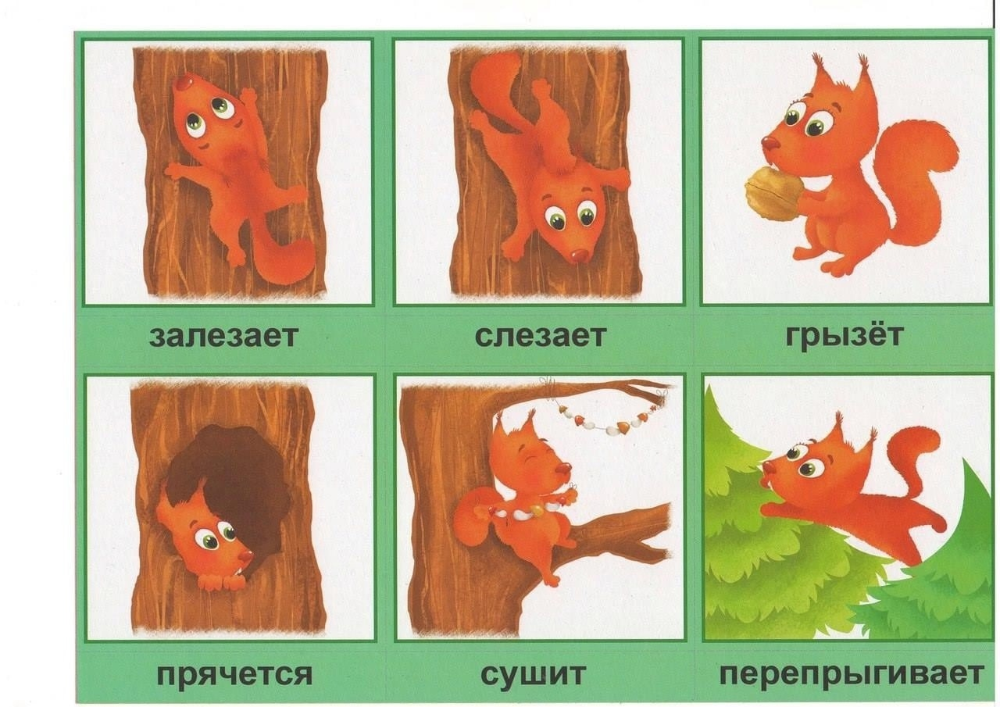 залезает
слезает
грызёт
прячется
сушит
перепрыгивает